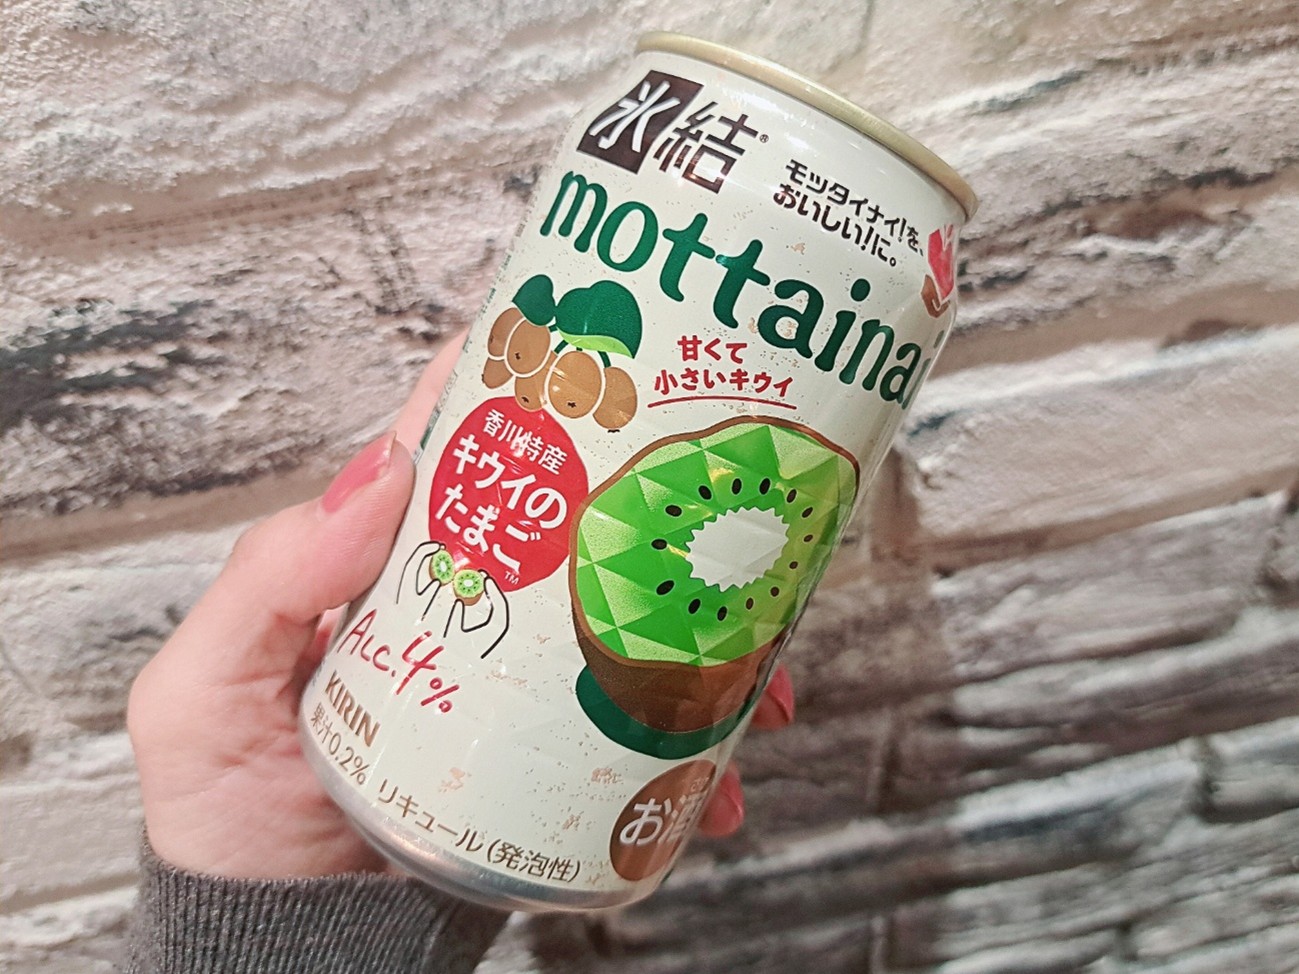 氷結®
モッタイナイ!を、
おいしい!に。
mottainai
甘くて
小さいキウイ
香川特産
キウイの
たまご™
ALC.4%
KIRIN
果汁0.2%
リキュール(発泡性)
お酒